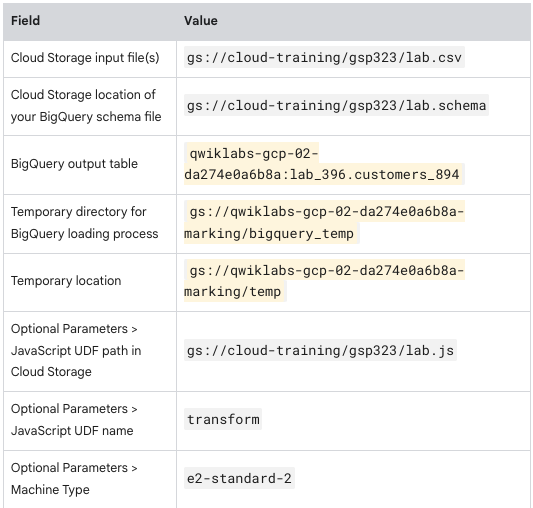 Field Value
Cloud Storage input file(s) gs://cloud-training/gsp323/lab.csv
Cloud Storage location of
your BigQuery schema file
gs://cloud-training/gsp323/lab.schema
BigQuery output table
qwiklabs-gcp-02-
da274e0a6b8a:lab_396.customers_894
Temporary directory for
BigQuery loading process
gs://qwiklabs-gcp-02-da274e0a6b8a-
marking/bigquery_temp
Temporary location
gs://qwiklabs-gcp-02-da274e0a6b8a-
marking/temp
Optional Parameters >
JavaScript UDF path in
Cloud Storage
gs://cloud-training/gsp323/lab.js
Optional Parameters >
JavaScript UDF name
transform
Optional Parameters >
Machine Type
e2-standard-2